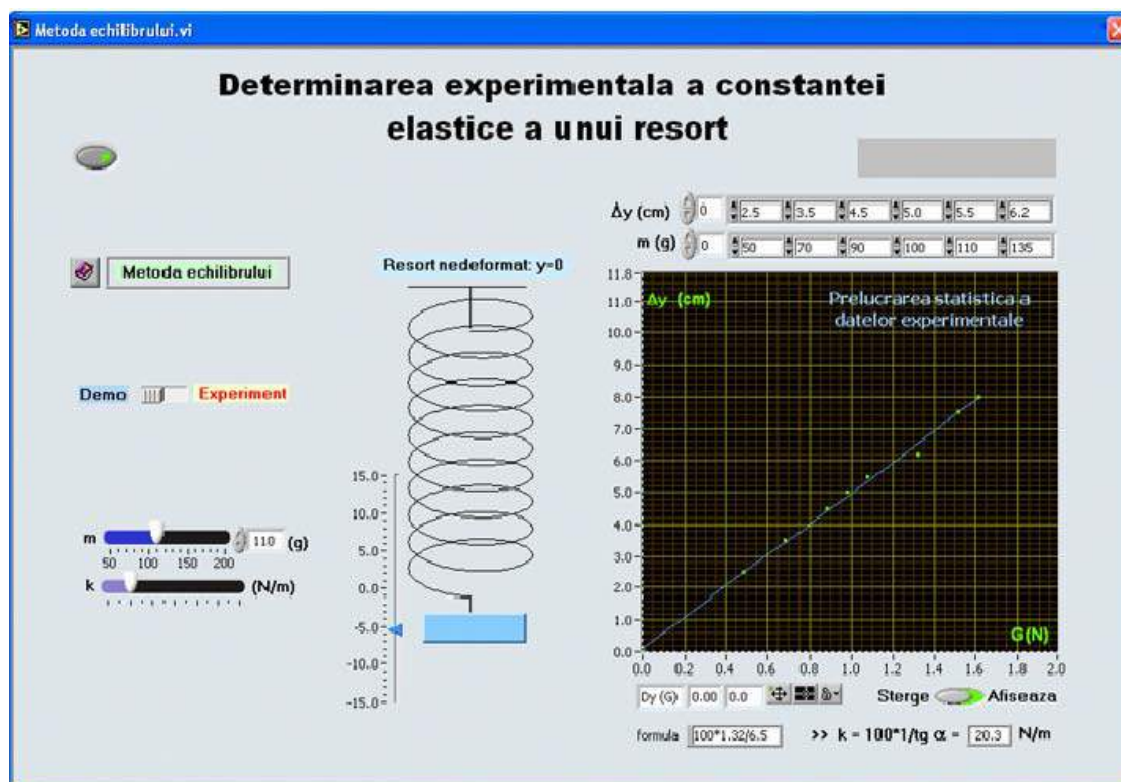 Metoda echilibrului.vi
Determinarea experimentala a constantei
elastice a unui resort
Δy (cm) 0 2.5 3.5 4.5 5.0 5.5 6.2
m (g) 0 50 70 90 100 110 135
Metoda echilibrului
Resort nedeformat: y=0
Prelucrarea statistica a
datelor experimentale
Δy (cm)
11.8
11.0
10.0
9.0
8.0
7.0
6.0
5.0
4.0
3.0
2.0
1.0
0.0
G(N)
0.0 0.2 0.4 0.6 0.8 1.0 1.2 1.4 1.6 1.8 2.0
Demo Experiment
15.0
10.0
5.0
0.0
-5.0
-10.0
-15.0
m 110 (g)
50 100 150 200
k (N/m)
Dy (G) 0.00 0.0 Sterge Afiseaza
formula 100*1.32/6.5 >> k = 100*1/tg α = 20.3 N/m